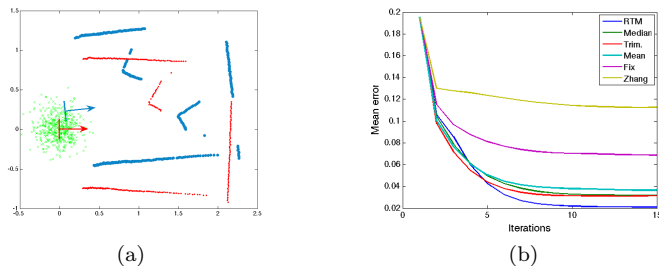 1.5
1
0.5
0
-0.5
-1
-0.5 0 0.5 1 1.5 2 2.5
(a)
Mean error
0.2
0.18
0.16
0.14
0.12
0.1
0.08
0.06
0.04
0.02
0 5 10 15
Iterations
RTM
Median
Trim.
Mean
Fix
Zhang
(b)